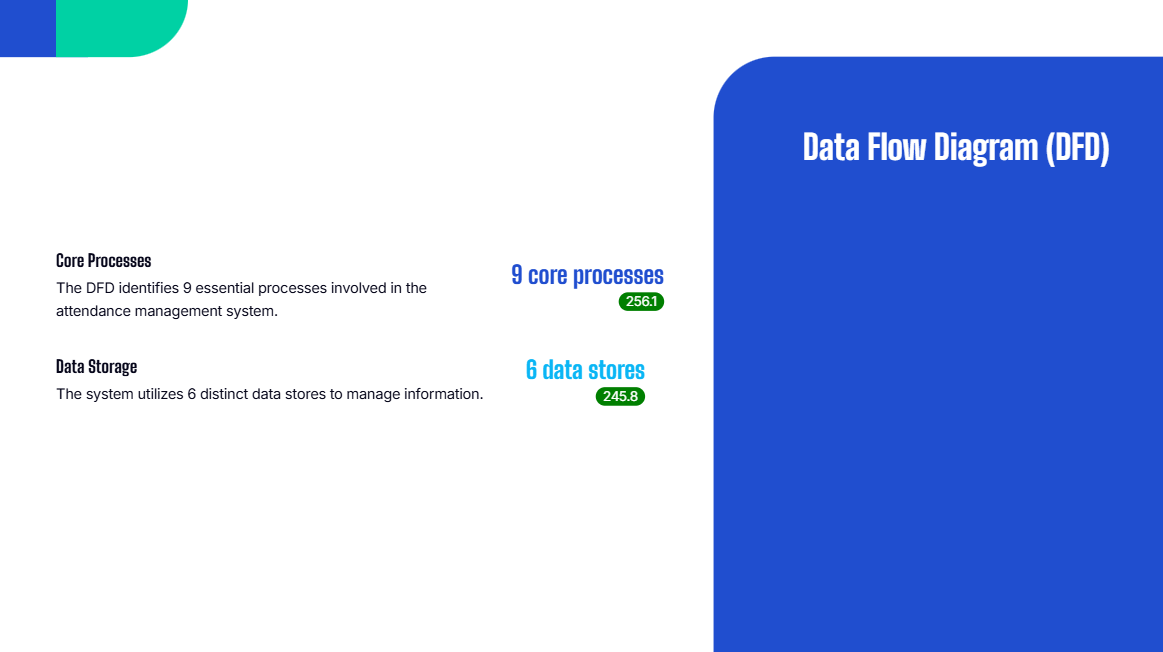 Data Flow Diagram (DFD)
Core Processes
The DFD identifies 9 essential processes involved in the
attendance management system.
9 core processes
256.1
Data Storage
The system utilizes 6 distinct data stores to manage information.
6 data stores
245.8